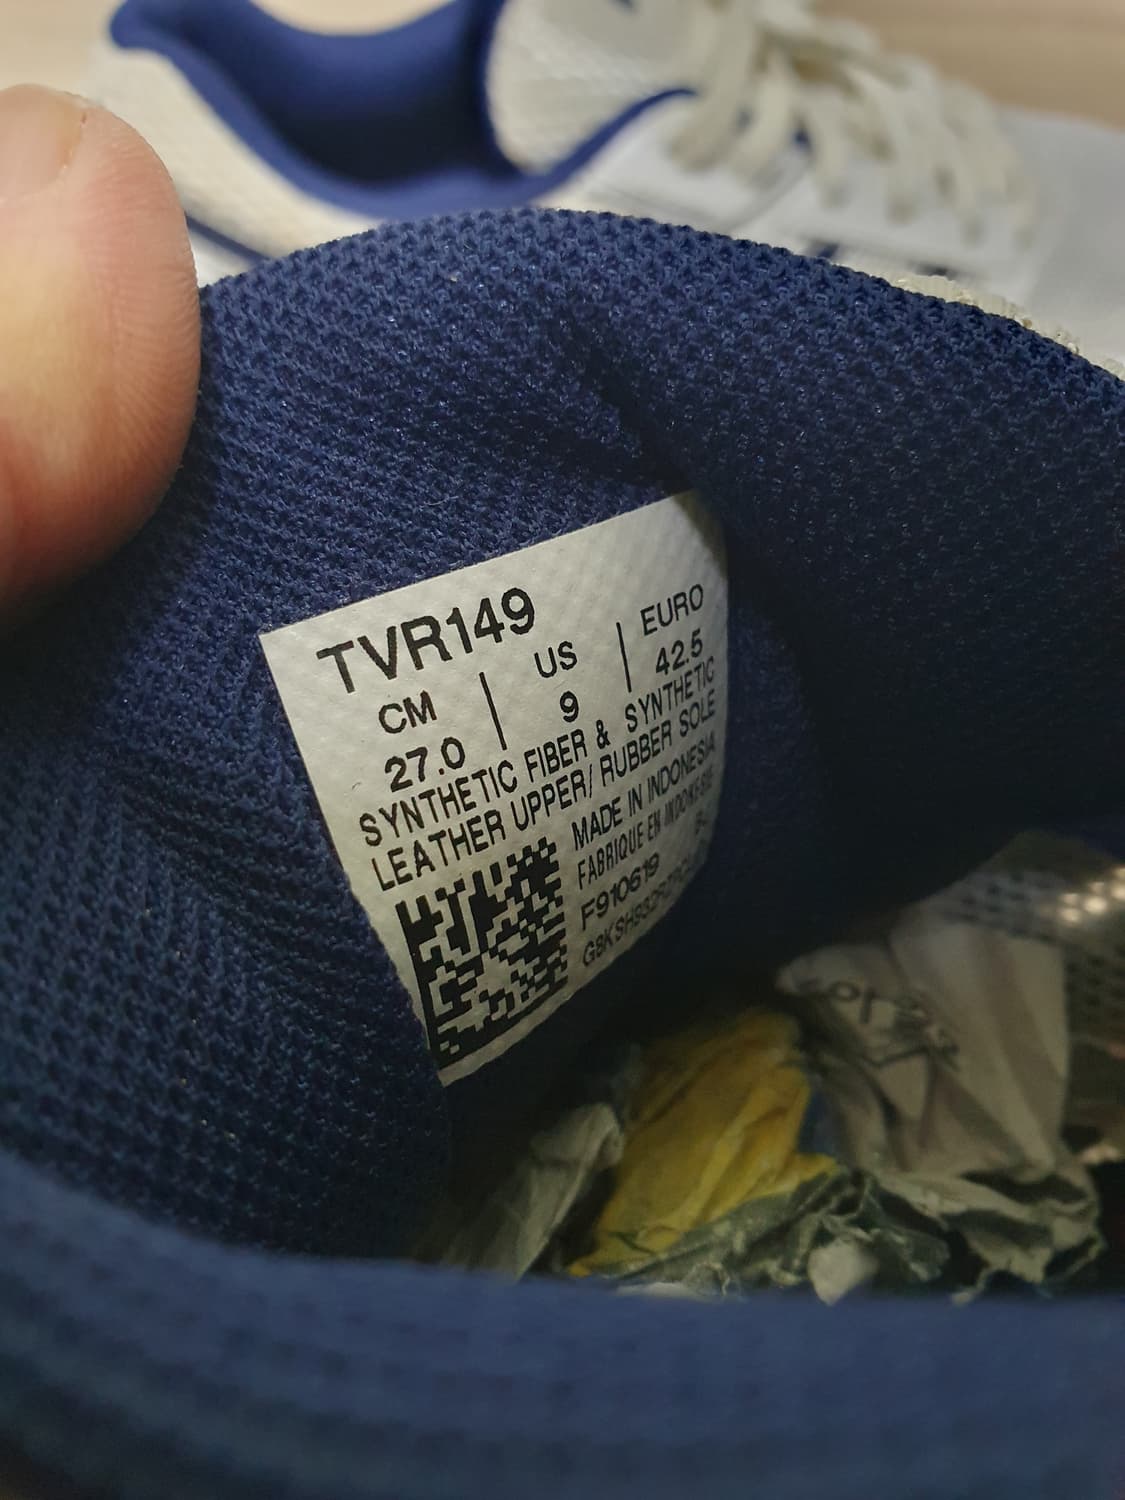 TVR149
CM | US | EURO
27.0 | 9 | 42.5
SYNTHETIC FIBER & SYNTHETIC
LEATHER UPPER/ RUBBER SOLE
MADE IN INDONESIA
FABRIQUE EN INDONESIE
F910619